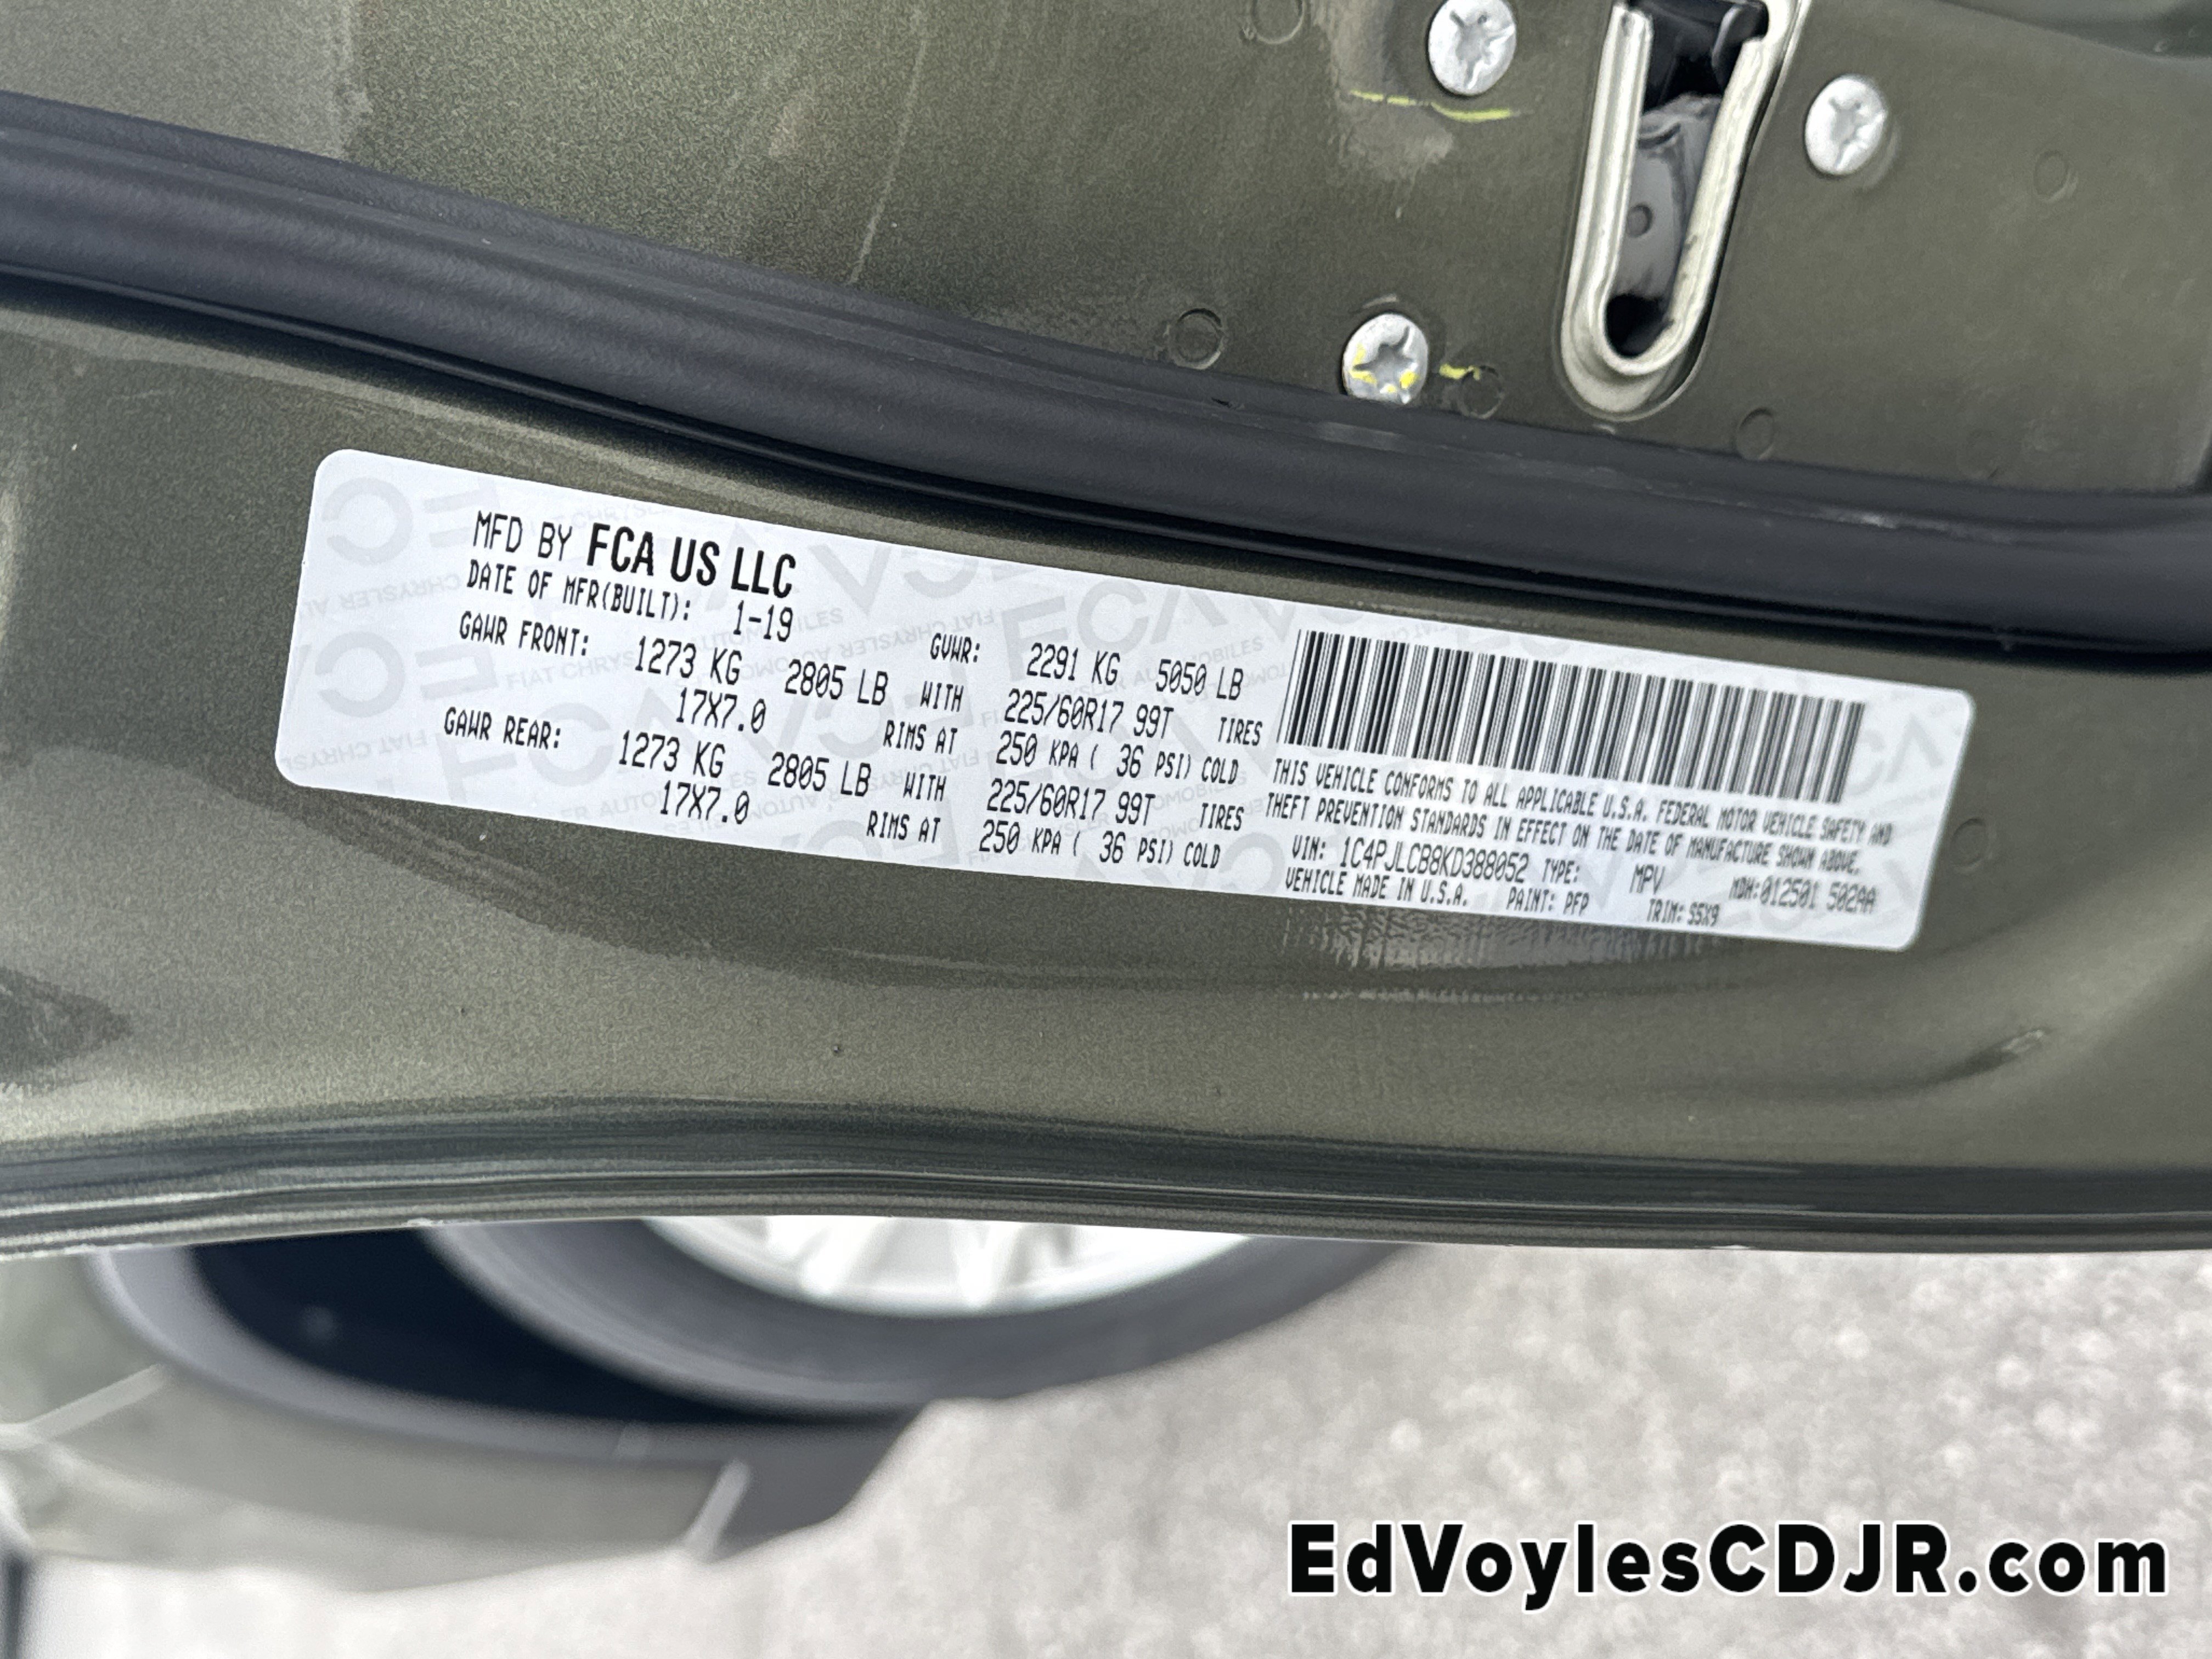 MFD BY FCA US LLC
DATE OF MFR(BUILT): 1-19
GVWR: 2291 KG 5050 LB
GAWR FRONT: 1273 KG 2805 LB WITH 225/60R17 99T TIRES
17X7.0 RIMS AT 250 KPA ( 36 PSI) COLD
GAWR REAR: 1273 KG 2805 LB WITH 225/60R17 99T TIRES
17X7.0 RIMS AT 250 KPA ( 36 PSI) COLD
THIS VEHICLE CONFORMS TO ALL APPLICABLE U.S.A. FEDERAL MOTOR VEHICLE SAFETY AND
THEFT PREVENTION STANDARDS IN EFFECT ON THE DATE OF MANUFACTURE SHOWN ABOVE.
VIN: 1C4PJLCB8KD388052 TYPE: MPV MDH:012501 502AA
VEHICLE MADE IN U.S.A. PAINT: PFP TRIM: S5X9
EdVoylesCDJR.com